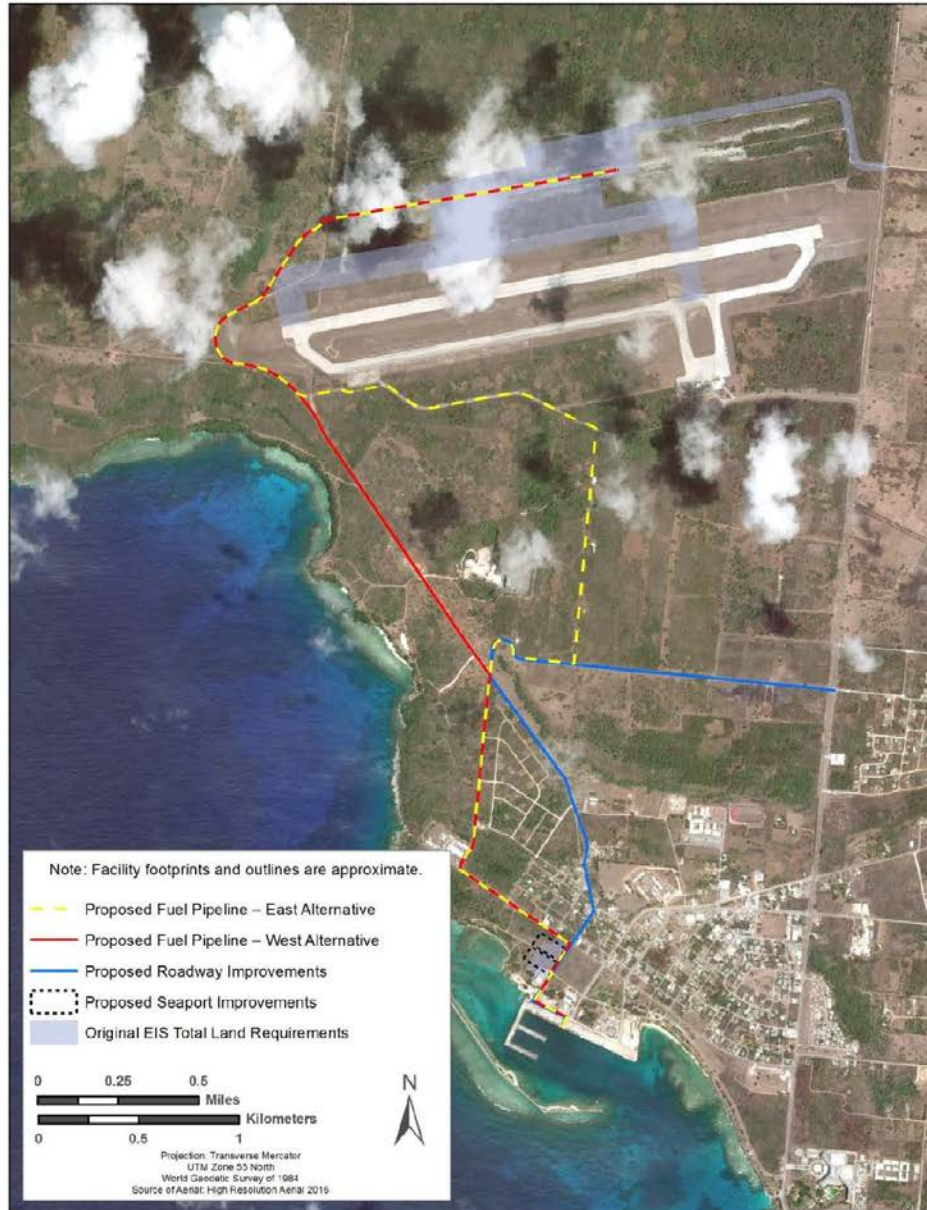 Note: Facility footprints and outlines are approximate.
Proposed Fuel Pipeline – East Alternative
Proposed Fuel Pipeline – West Alternative
Proposed Roadway Improvements
Proposed Seaport Improvements
Original EIS Total Land Requirements
0 0.25 0.5
Miles
Kilometers
0 0.5 1
N
Projection: Transverse Mercator
UTM Zone 55 North
World Geodetic Survey of 1984
Source of Aerial: High Resolution Aerial 2016